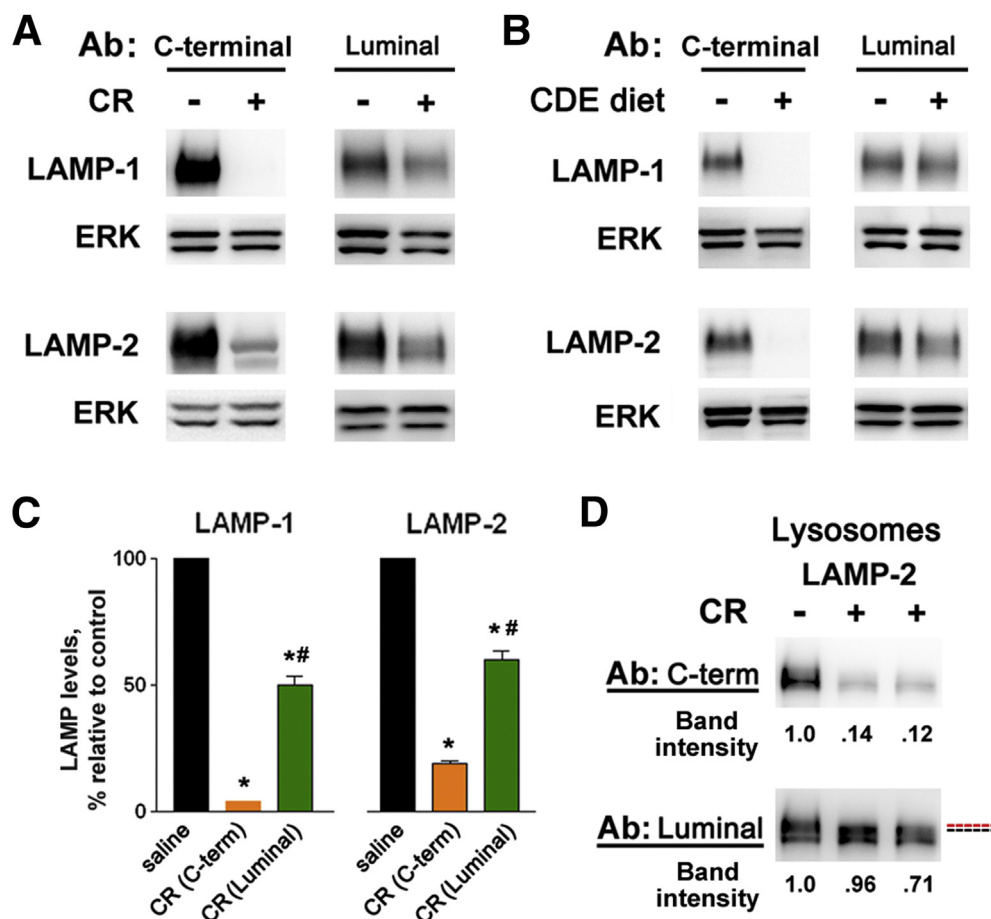 A
Ab: C-terminal Luminal
CR - + - +
LAMP-1
ERK
LAMP-2
ERK
B
Ab: C-terminal Luminal
CDE diet - + - +
LAMP-1
ERK
LAMP-2
ERK
C
LAMP-1 LAMP-2
LAMP levels,
% relative to control
100
50
0
* *# * *#
saline CR (C-term) CR (Luminal) saline CR (C-term) CR (Luminal)
D
Lysosomes
LAMP-2
CR - + +
Ab: C-term
Band
intensity 1.0 .14 .12
Ab: Luminal
Band
intensity 1.0 .96 .71